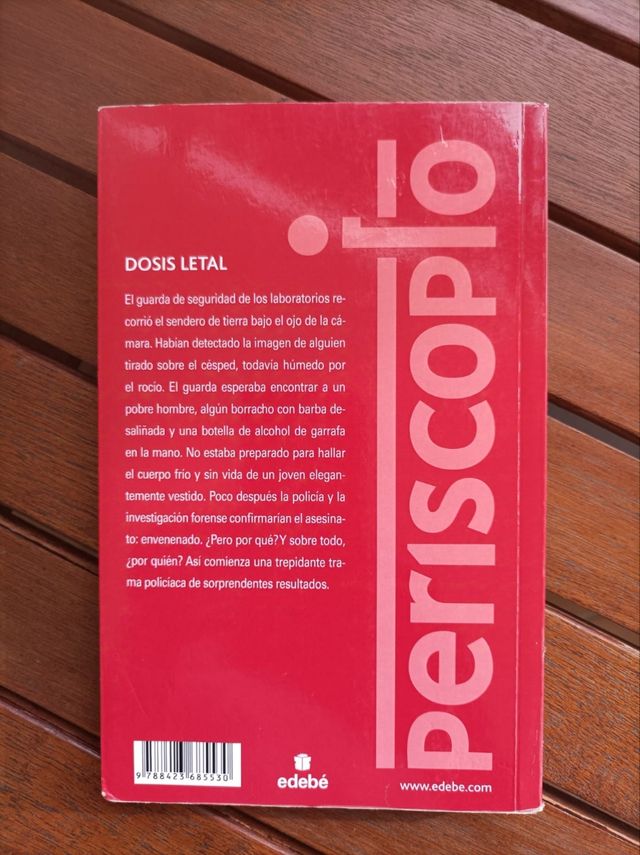 DOSIS LETAL
El guarda de seguridad de los laboratorios re-
corrió el sendero de tierra bajo el ojo de la cá-
mara. Habían detectado la imagen de alguien
tirado sobre el césped, todavía húmedo por
el rocío. El guarda esperaba encontrar a un
pobre hombre, algún borracho con barba de-
saliñada y una botella de alcohol de garrafa
en la mano. No estaba preparado para hallar
el cuerpo frío y sin vida de un joven elegan-
temente vestido. Poco después la policía y la
investigación forense confirmarían el asesina-
to: envenenado. ¿Pero por qué? Y sobre todo,
¿por quién? Así comienza una trepidante tra-
ma policíaca de sorprendentes resultados.
periscopio
9 788423 685530
edebé
www.edebe.com